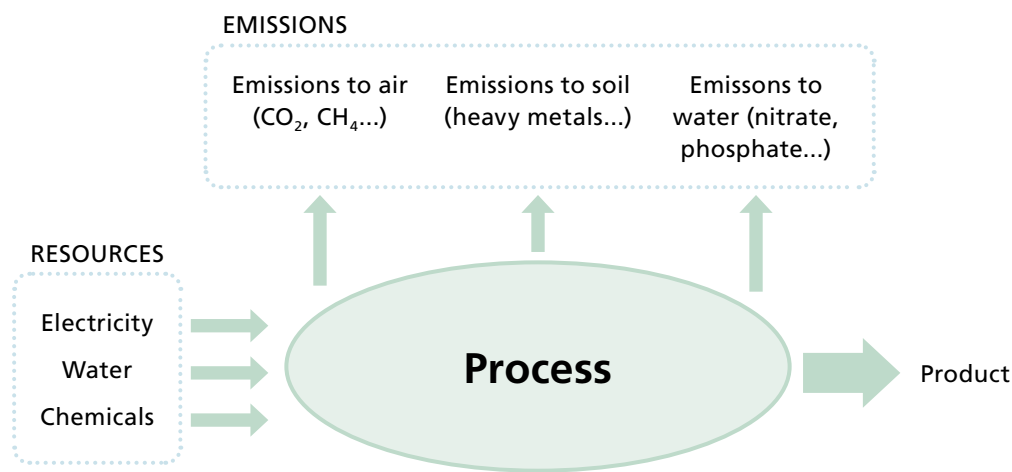 EMISSIONS
Emissions to air
(CO₂, CH₄...)
Emissions to soil
(heavy metals...)
Emissons to
water (nitrate,
phosphate...)
RESOURCES
Electricity
Water
Chemicals
Process
Product